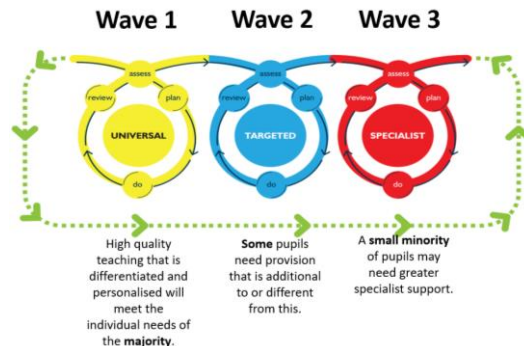 Wave 1 Wave 2 Wave 3
assess assess assess
review plan review plan review plan
UNIVERSAL TARGETED SPECIALIST
do do do
High quality
teaching that is
differentiated and
personalised will
meet the
individual needs of
the majority.
Some pupils
need provision
that is additional
to or different
from this.
A small minority
of pupils may
need greater
specialist support.